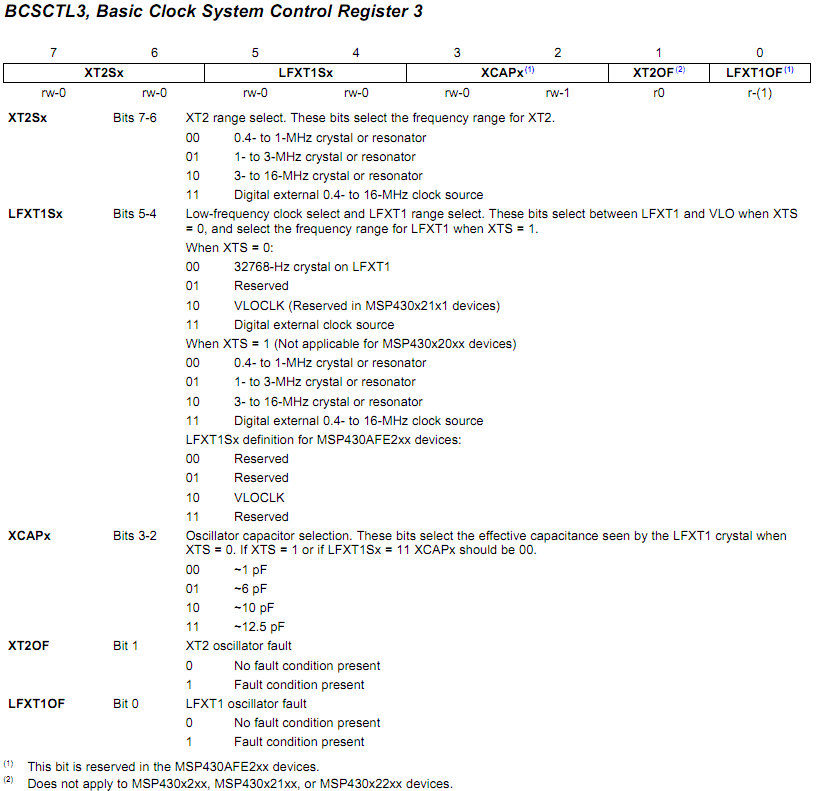 BCSCTL3, Basic Clock System Control Register 3
7 6 5 4 3 2 1 0
XT2Sx LFXT1Sx XCAPx(1) XT2OF(2) LFXT1OF(1)
rw-0 rw-0 rw-0 rw-0 rw-0 rw-1 r0 r-(1)
XT2Sx Bits 7-6 XT2 range select. These bits select the frequency range for XT2.
00 0.4- to 1-MHz crystal or resonator
01 1- to 3-MHz crystal or resonator
10 3- to 16-MHz crystal or resonator
11 Digital external 0.4- to 16-MHz clock source
LFXT1Sx Bits 5-4 Low-frequency clock select and LFXT1 range select. These bits select between LFXT1 and VLO when XTS
= 0, and select the frequency range for LFXT1 when XTS = 1.
When XTS = 0:
00 32768-Hz crystal on LFXT1
01 Reserved
10 VLOCLK (Reserved in MSP430x21x1 devices)
11 Digital external clock source
When XTS = 1 (Not applicable for MSP430x20xx devices)
00 0.4- to 1-MHz crystal or resonator
01 1- to 3-MHz crystal or resonator
10 3- to 16-MHz crystal or resonator
11 Digital external 0.4- to 16-MHz clock source
LFXT1Sx definition for MSP430AFE2xx devices:
00 Reserved
01 Reserved
10 VLOCLK
11 Reserved
XCAPx Bits 3-2 Oscillator capacitor selection. These bits select the effective capacitance seen by the LFXT1 crystal when
XTS = 0. If XTS = 1 or if LFXT1Sx = 11 XCAPx should be 00.
00 ~1 pF
01 ~6 pF
10 ~10 pF
11 ~12.5 pF
XT2OF Bit 1 XT2 oscillator fault
0 No fault condition present
1 Fault condition present
LFXT1OF Bit 0 LFXT1 oscillator fault
0 No fault condition present
1 Fault condition present
(1) This bit is reserved in the MSP430AFE2xx devices.
(2) Does not apply to MSP430x2xx, MSP430x21xx, or MSP430x22xx devices.